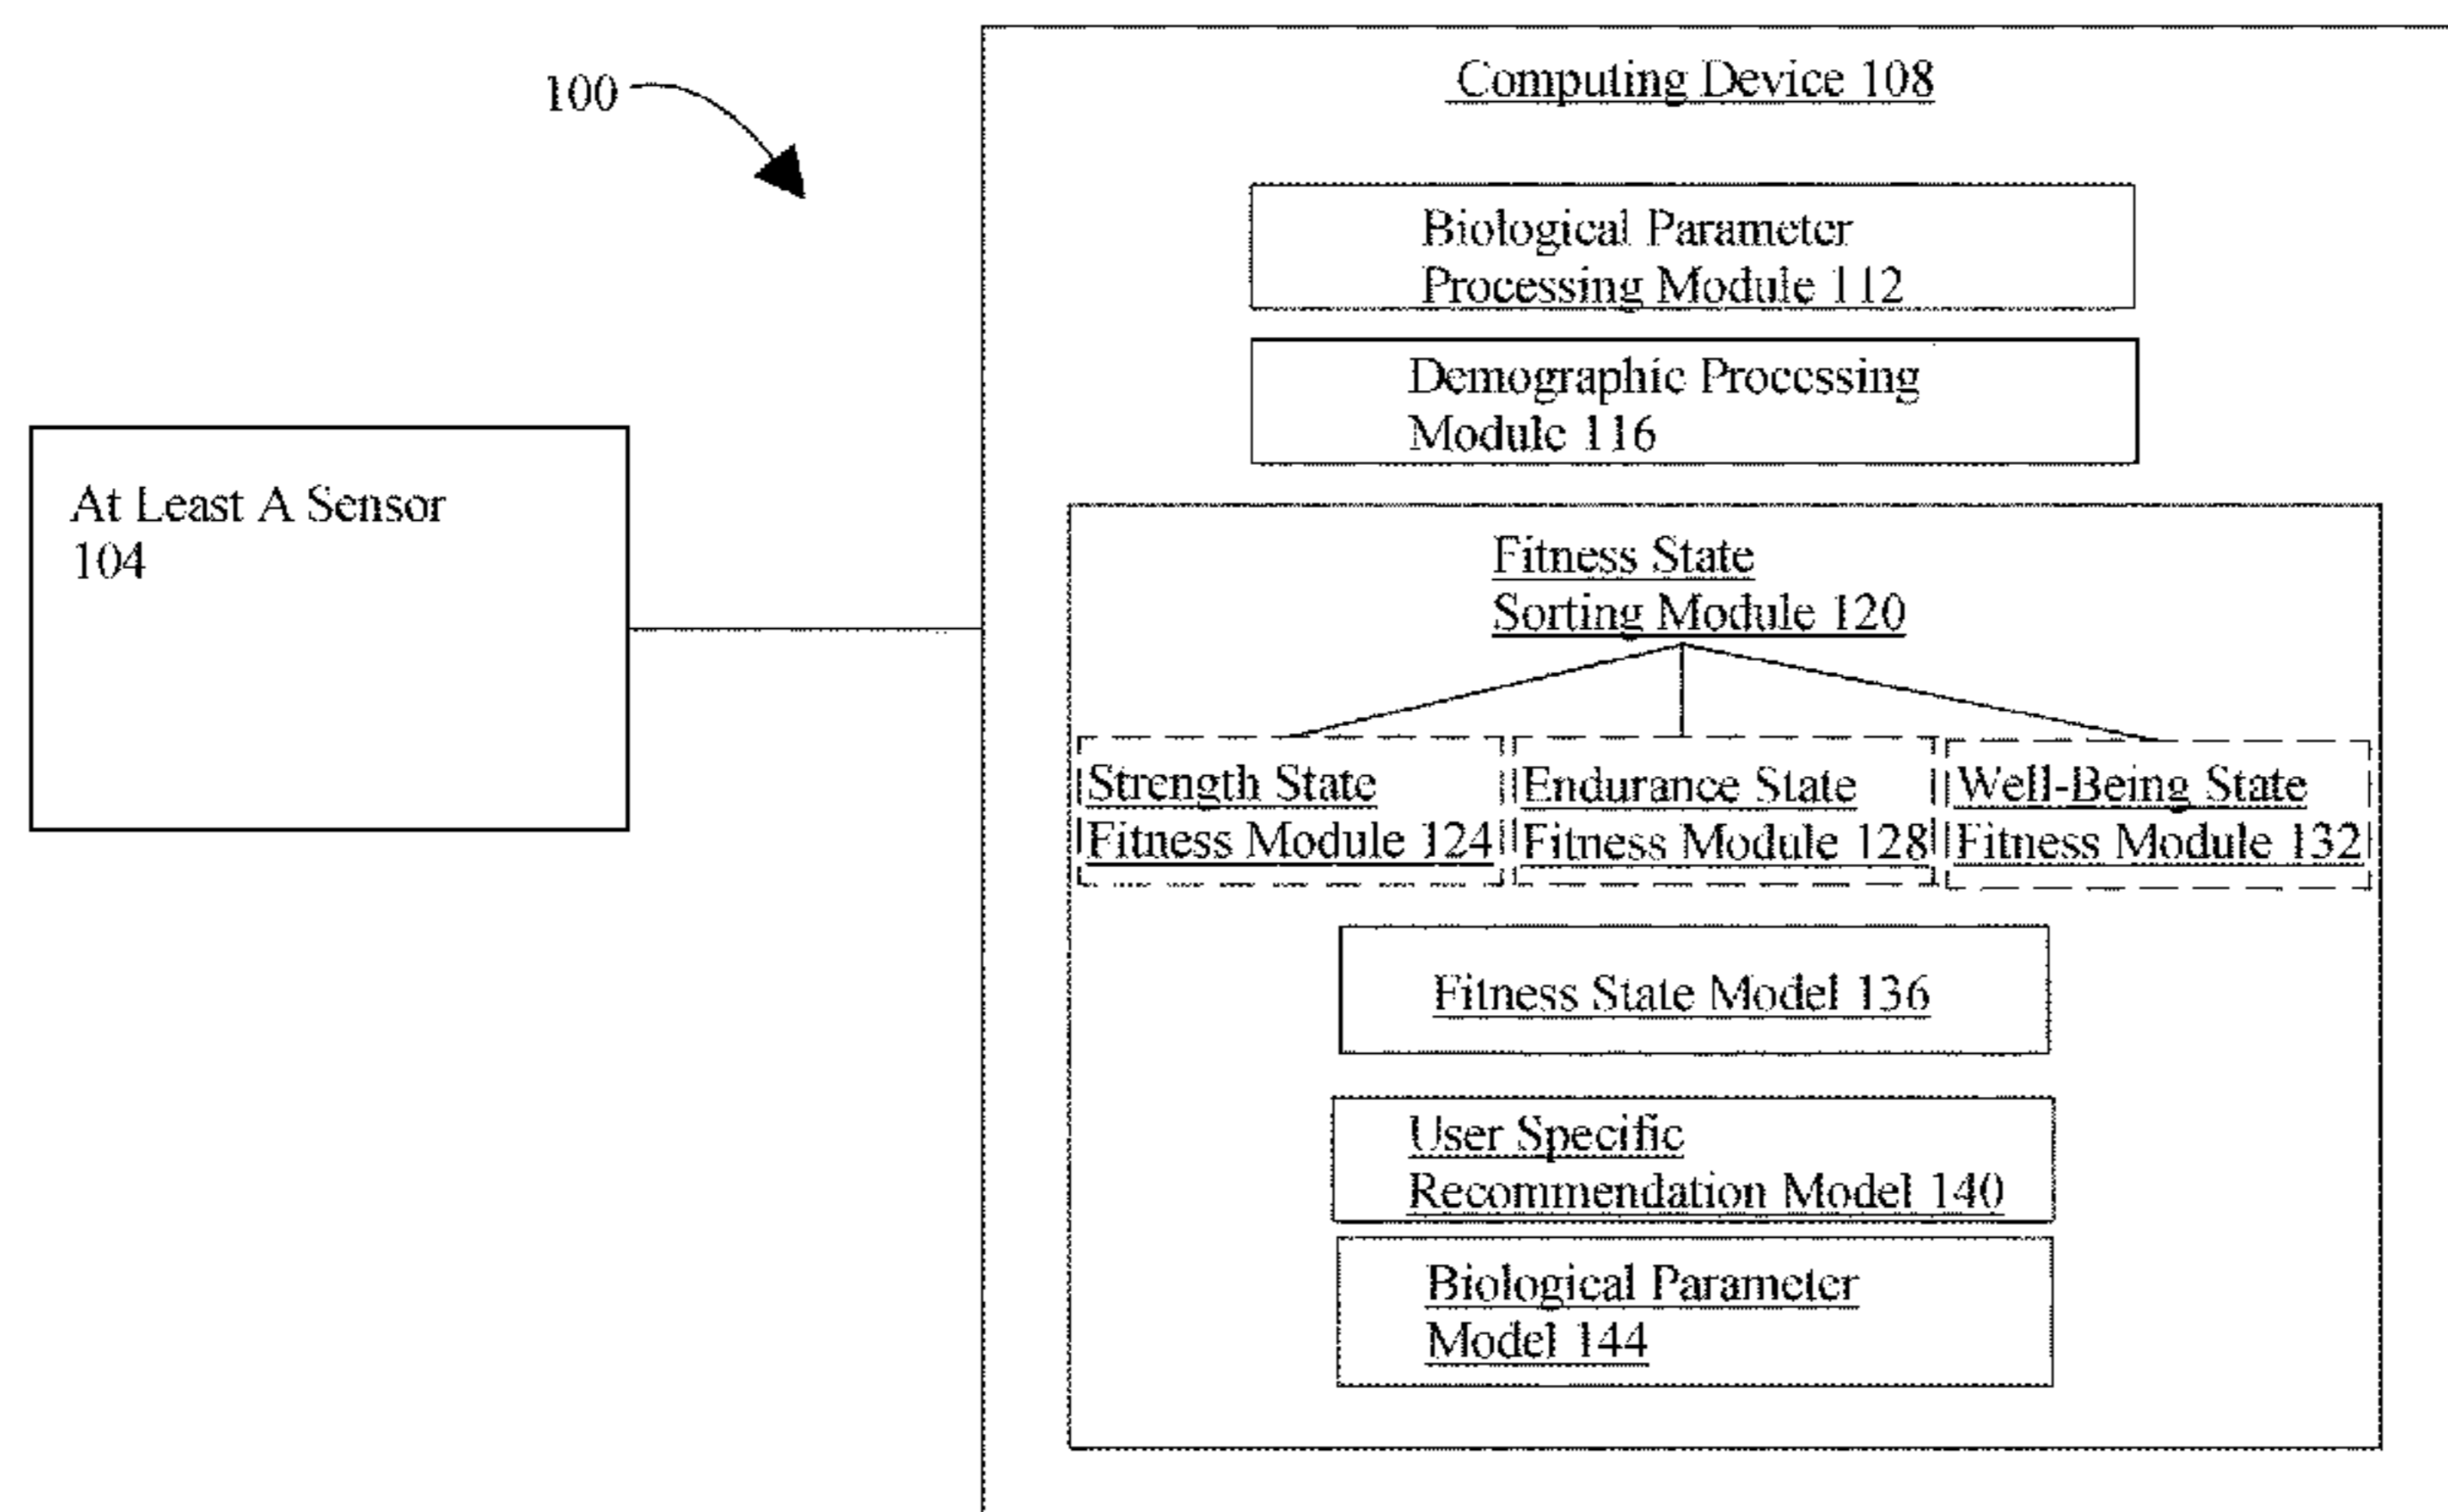 100
Computing Device 108
Biological Parameter
Processing Module 112
Demographic Processing
Module 116
At Least A Sensor
104
Fitness State
Sorting Module 120
Strength State
Fitness Module 124
Endurance State
Fitness Module 128
Well-Being State
Fitness Module 132
Fitness State Model 136
User Specific
Recommendation Model 140
Biological Parameter
Model 144